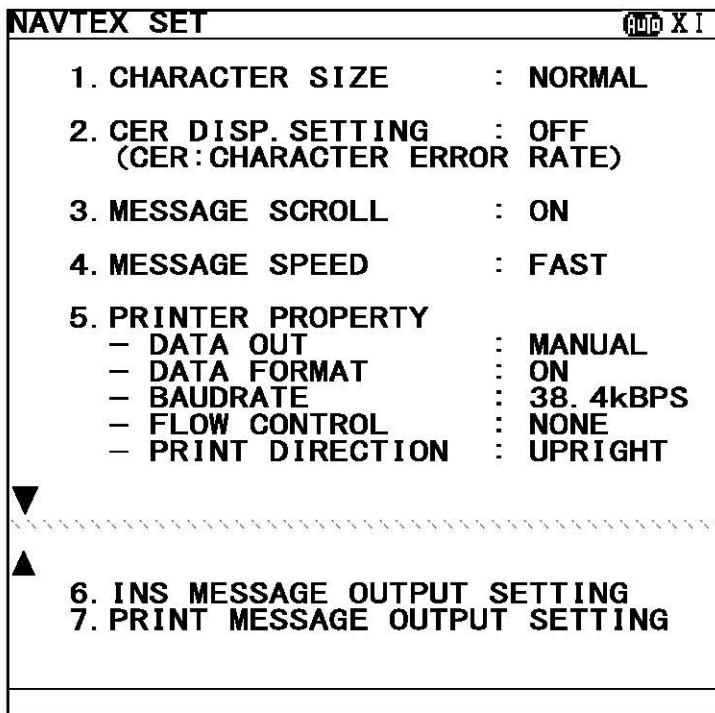 NAVTEX SET Auto X I
1. CHARACTER SIZE : NORMAL
2. CER DISP. SETTING : OFF
(CER:CHARACTER ERROR RATE)
3. MESSAGE SCROLL : ON
4. MESSAGE SPEED : FAST
5. PRINTER PROPERTY
— DATA OUT : MANUAL
— DATA FORMAT : ON
— BAUDRATE : 38.4kBPS
— FLOW CONTROL : NONE
— PRINT DIRECTION : UPRIGHT
▼
▲
6. INS MESSAGE OUTPUT SETTING
7. PRINT MESSAGE OUTPUT SETTING